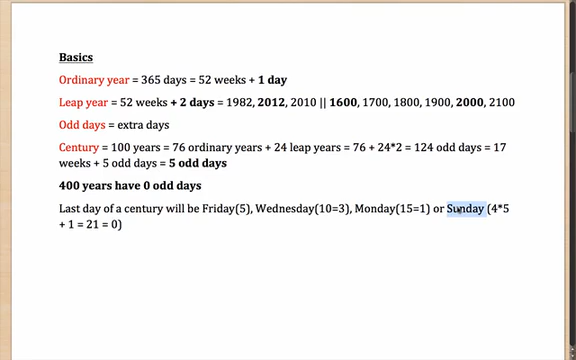 Basics
Ordinary year = 365 days = 52 weeks + 1 day
Leap year = 52 weeks + 2 days = 1982, 2012, 2010 || 1600, 1700, 1800, 1900, 2000, 2100
Odd days = extra days
Century = 100 years = 76 ordinary years + 24 leap years = 76 + 24*2 = 124 odd days = 17
weeks + 5 odd days = 5 odd days
400 years have 0 odd days
Last day of a century will be Friday(5), Wednesday(10=3), Monday(15=1) or Sunday (4*5
+ 1 = 21 = 0)